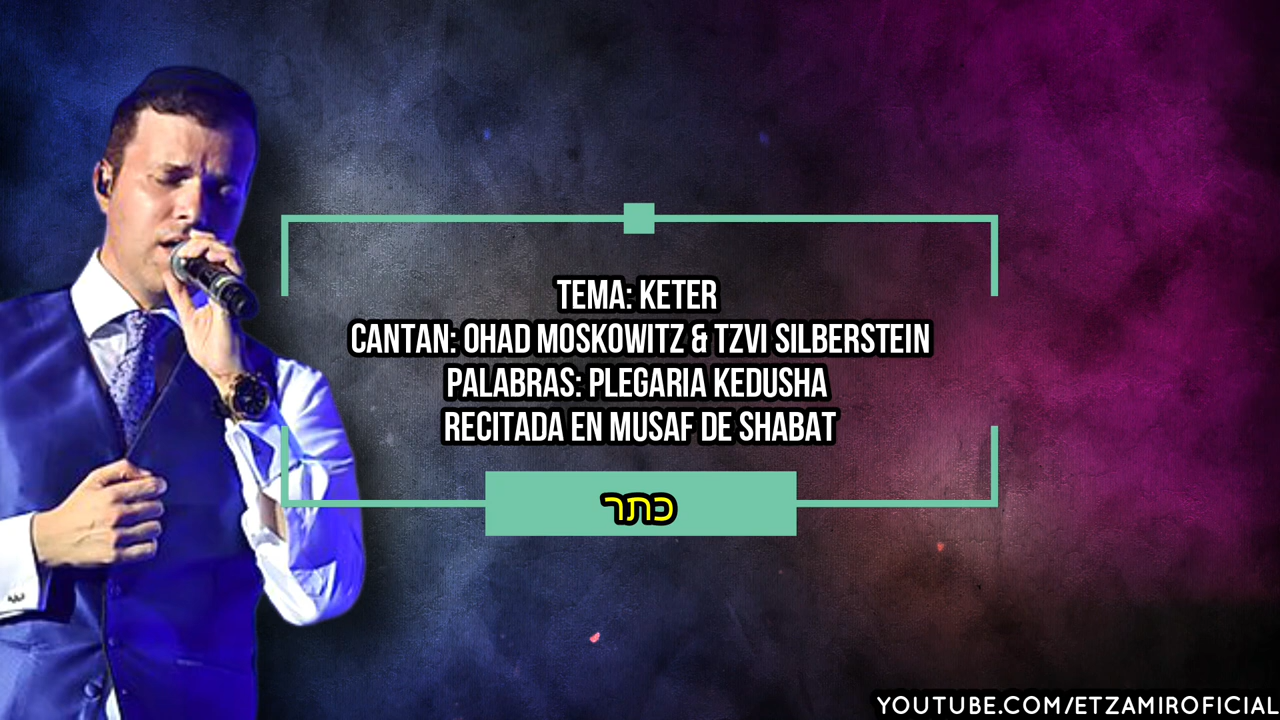 TEMA: KETER
CANTAN: OHAD MOSKOWITZ & TZVI SILBERSTEIN
PALABRAS: PLEGARIA KEDUSHA
RECITADA EN MUSAF DE SHABAT
כתר
YOUTUBE.COM/ETZAMIROFICIAL